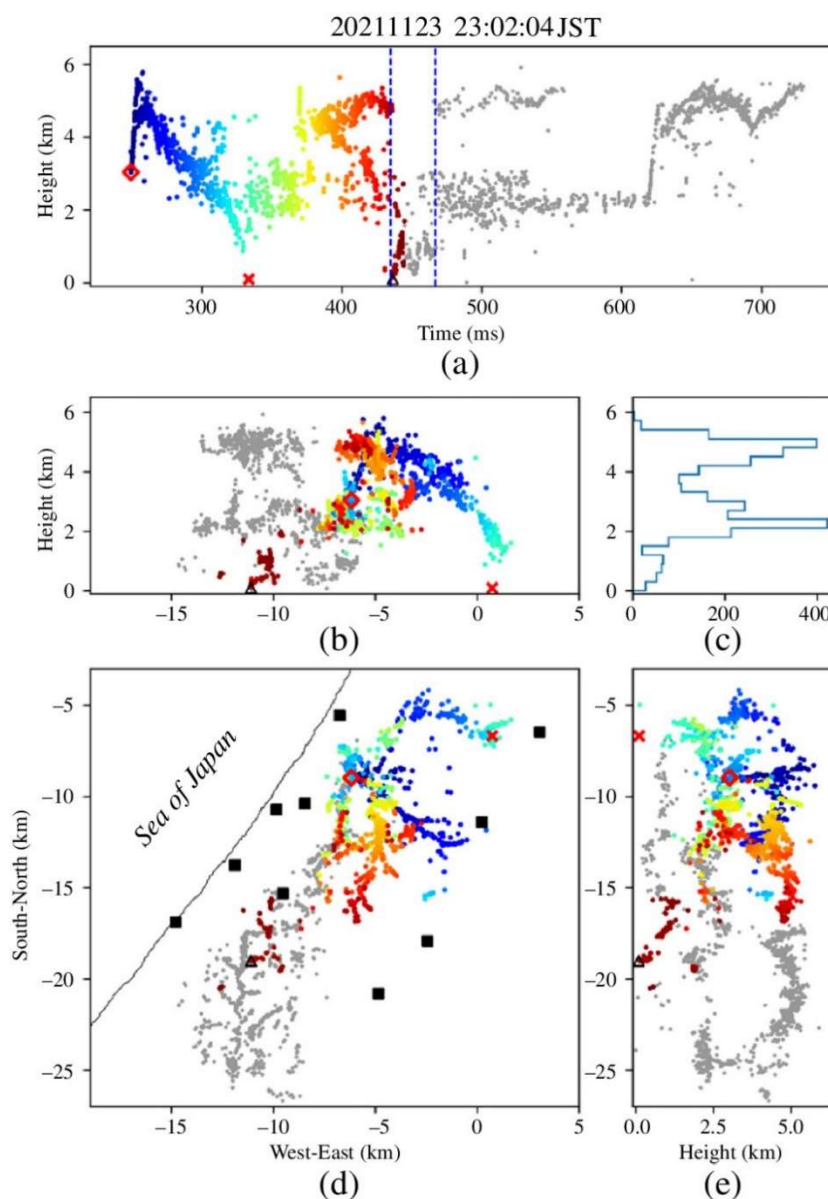 20211123 23:02:04JST
6
4
2
0
Height (km)
300 400 500 600 700
Time (ms)
(a)
6
4
2
0
Height (km)
−15 −10 −5 0 5
(b)
6
4
2
0
0 200 400
(c)
−5
−10
−15
−20
−25
South-North (km)
Sea of Japan
−15 −10 −5 0 5
West-East (km)
(d)
−5
−10
−15
−20
−25
0.0 2.5 5.0
Height (km)
(e)